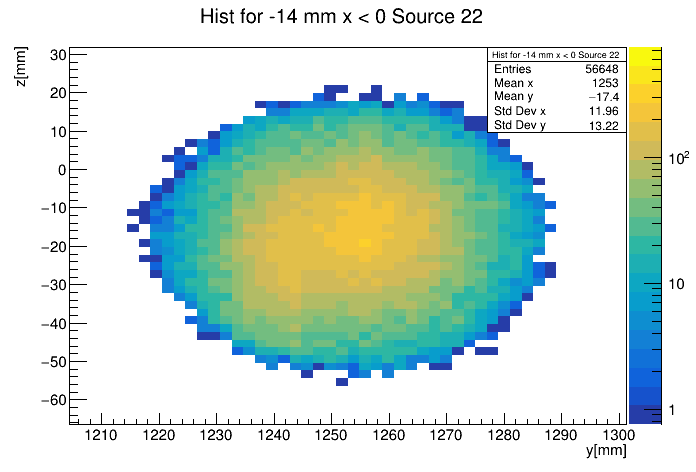 Hist for -14 mm x < 0 Source 22
z[mm]
30
20
10
0
−10
−20
−30
−40
−50
−60
1210 1220 1230 1240 1250 1260 1270 1280 1290 1300
y[mm]
Hist for -14 mm x < 0 Source 22
Entries 56648
Mean x 1253
Mean y −17.4
Std Dev x 11.96
Std Dev y 13.22
10²
10
1